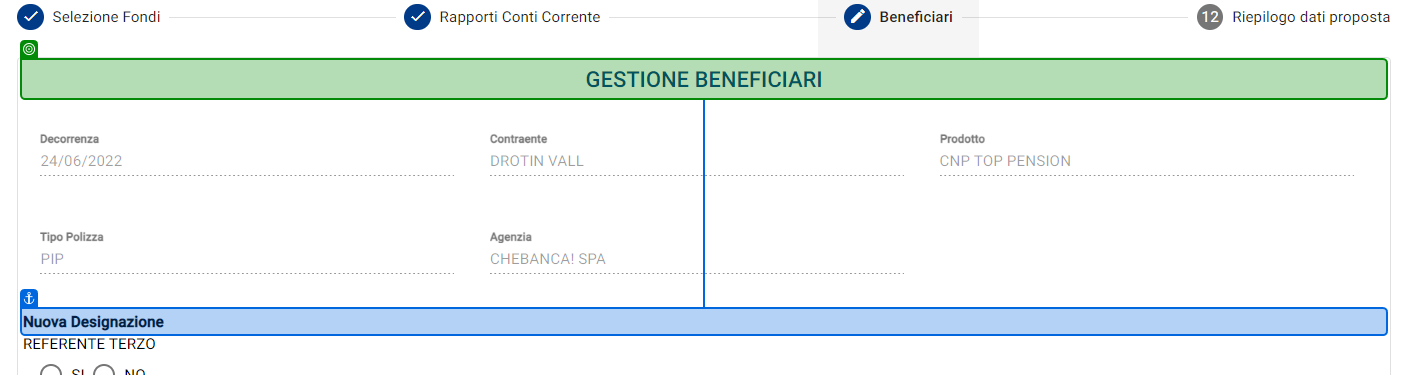 Selezione Fondi
Rapporti Conti Corrente
Beneficiari
12 Riepilogo dati proposta
GESTIONE BENEFICIARI
Decorrenza
24/06/2022
Contraente
DROTIN VALL
Prodotto
CNP TOP PENSION
Tipo Polizza
PIP
Agenzia
CHEBANCA! SPA
Nuova Designazione
REFERENTE TERZO
SI NO